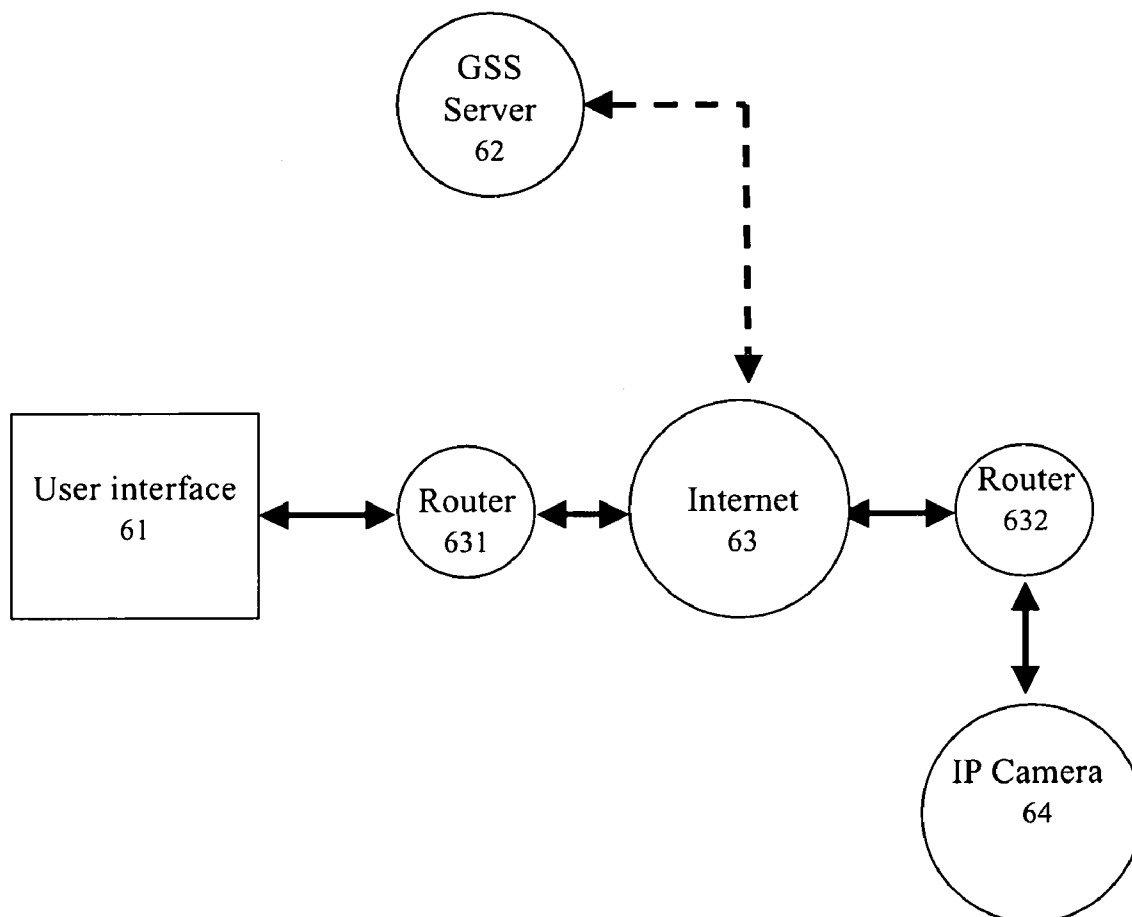 GSS
Server
62
User interface
61
Router
631
Internet
63
Router
632
IP Camera
64